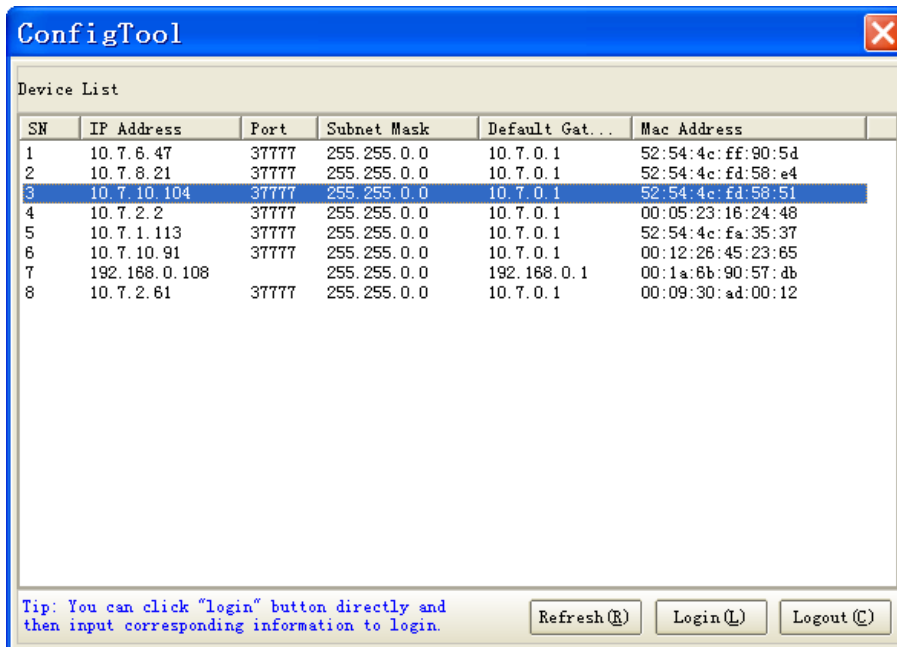 ConfigTool
Device List
SN IP Address Port Subnet Mask Default Gat... Mac Address
1 10.7.6.47 37777 255.255.0.0 10.7.0.1 52:54:4c:ff:90:5d
2 10.7.8.21 37777 255.255.0.0 10.7.0.1 52:54:4c:fd:58:e4
3 10.7.10.104 37777 255.255.0.0 10.7.0.1 52:54:4c:fd:58:51
4 10.7.2.2 37777 255.255.0.0 10.7.0.1 00:05:23:16:24:48
5 10.7.1.113 37777 255.255.0.0 10.7.0.1 52:54:4c:fa:35:37
6 10.7.10.91 37777 255.255.0.0 10.7.0.1 00:12:26:45:23:65
7 192.168.0.108 255.255.0.0 192.168.0.1 00:1a:6b:90:57:db
8 10.7.2.61 37777 255.255.0.0 10.7.0.1 00:09:30:ad:00:12
Tip: You can click "login" button directly and
then input corresponding information to login.
Refresh(R) Login(L) Logout(C)